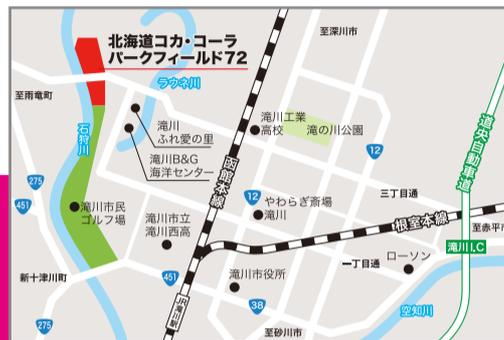 北海道コカ・コーラ
パークフィールド72
至深川市
ラウネ川
至雨竜町
滝川
ふれ愛の里
滝川工業
高校
滝の川公園
石狩川
滝川B&G
海洋センター
12
道央自動車道
函館本線
275
451
12
やわらぎ斎場
滝川
三丁目通
滝川市民
ゴルフ場
滝川市立
滝川西高
根室本線
至赤平市
滝川I.C
一丁目通
ローソン
新十津川町
451
滝川市役所
38
空知川
JR滝川駅
275
至砂川市